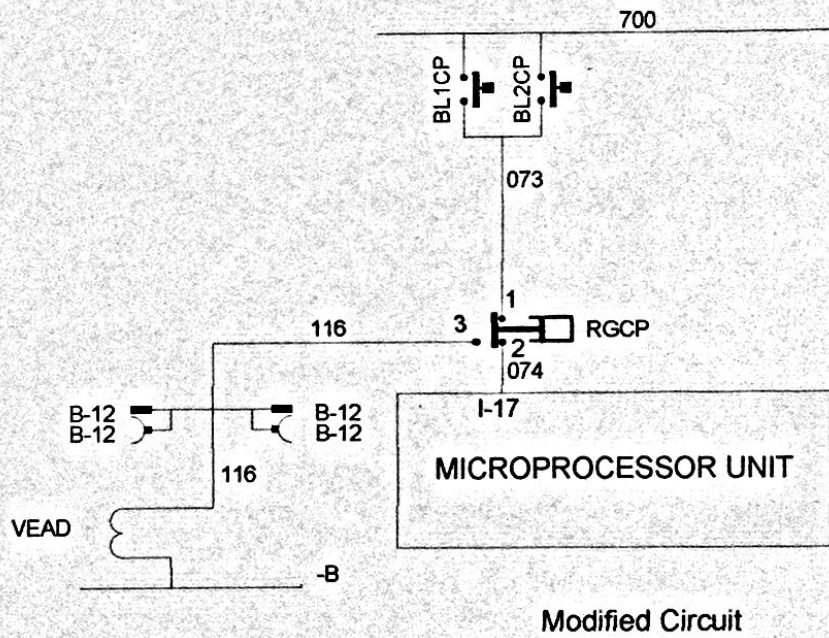 700
BL1CP
BL2CP
073
1
3
RGCP
116
2
074
I-17
B-12
B-12
B-12
B-12
MICROPROCESSOR UNIT
116
VEAD
-B
Modified Circuit